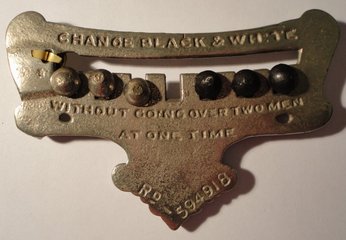 CHANGE BLACK & WHITE
WITHOUT GOING OVER TWO MEN
AT ONE TIME
RD 594918